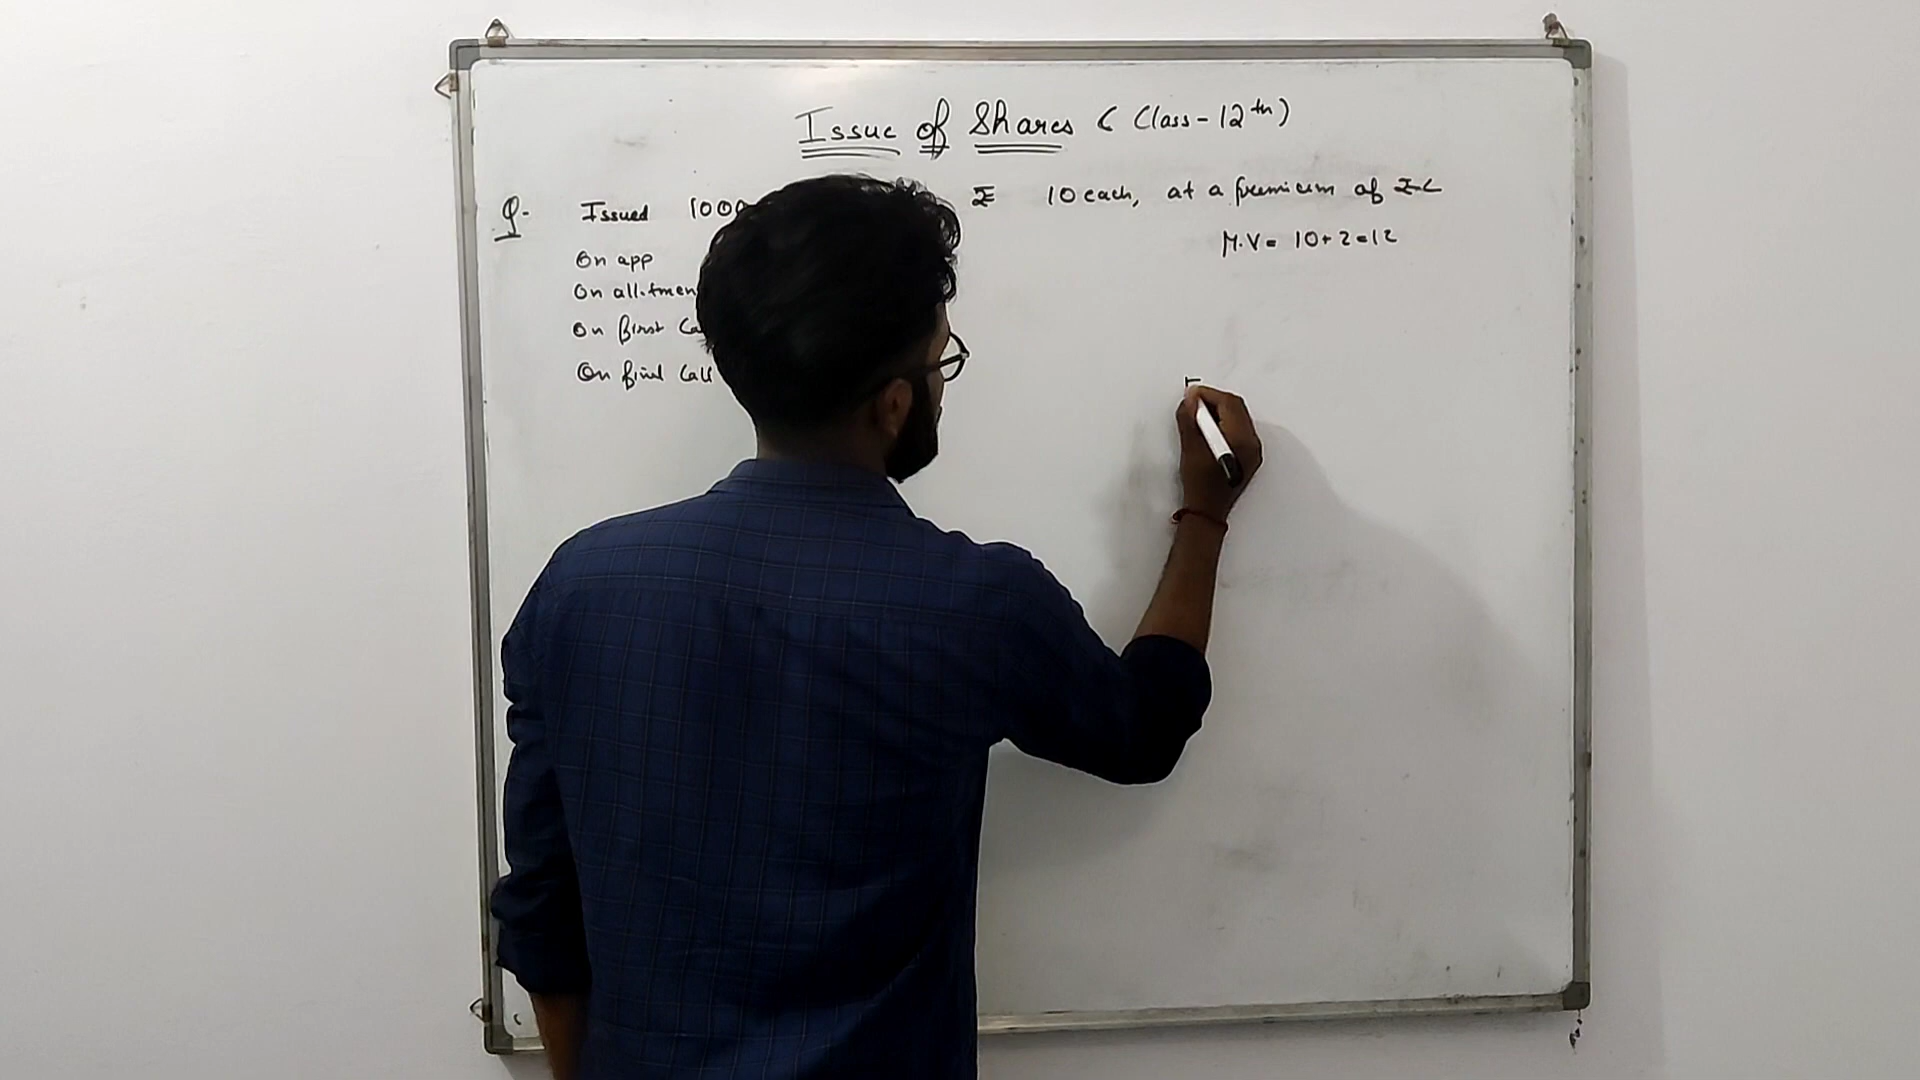 Issue of Shares ( Class - 12th )
Q- Issued 1000 ₹ 10 each, at a premium of ₹ 2
M.V = 10 + 2 = 12
On app
On allotmen
On first Ca
On final Call